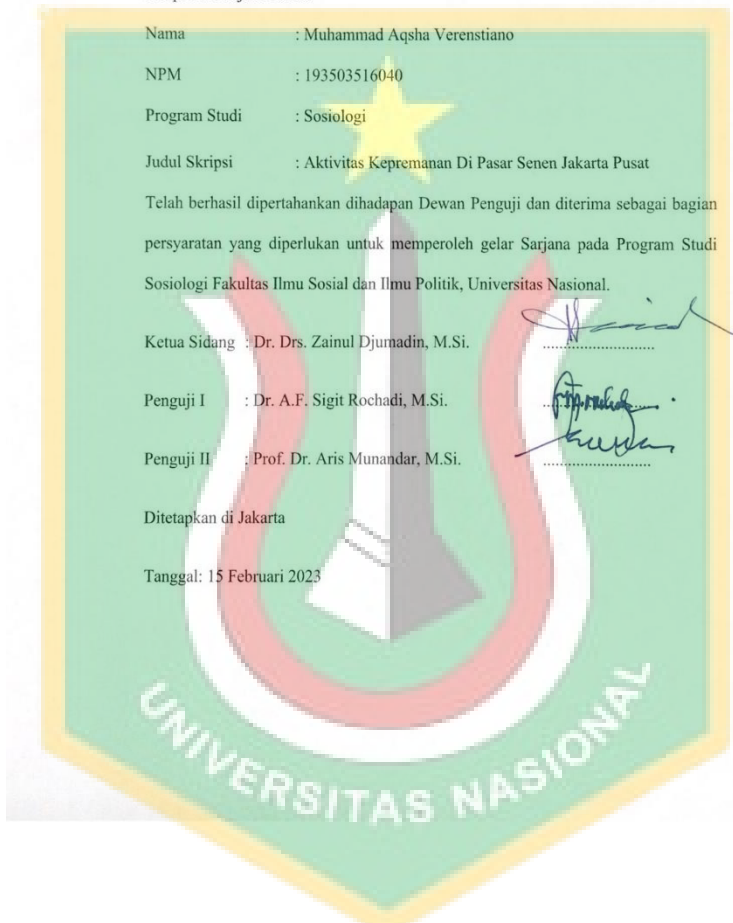 Nama : Muhammad Aqsha Verenstiano
NPM : 193503516040
Program Studi : Sosiologi
Judul Skripsi : Aktivitas Kepremanan Di Pasar Senen Jakarta Pusat
Telah berhasil dipertahankan dihadapan Dewan Penguji dan diterima sebagai bagian
persyaratan yang diperlukan untuk memperoleh gelar Sarjana pada Program Studi
Sosiologi Fakultas Ilmu Sosial dan Ilmu Politik, Universitas Nasional.
Ketua Sidang : Dr. Drs. Zainul Djumadin, M.Si. ........................
Penguji I : Dr. A.F. Sigit Rochadi, M.Si. ........................
Penguji II : Prof. Dr. Aris Munandar, M.Si. ........................
Ditetapkan di Jakarta
Tanggal: 15 Februari 2023
UNIVERSITAS NASIONAL